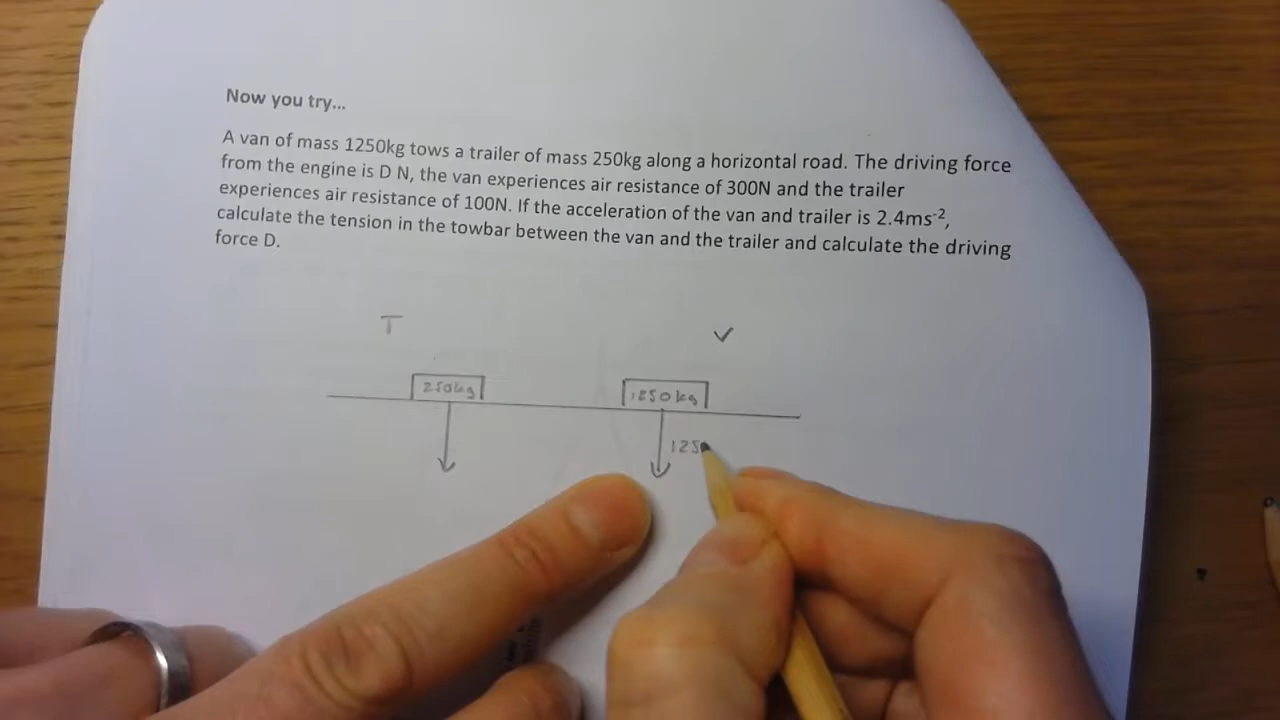 Now you try...
A van of mass 1250kg tows a trailer of mass 250kg along a horizontal road. The driving force
from the engine is D N, the van experiences air resistance of 300N and the trailer
experiences air resistance of 100N. If the acceleration of the van and trailer is 2.4ms⁻²,
calculate the tension in the towbar between the van and the trailer and calculate the driving
force D.
T
V
250kg
1250kg
125